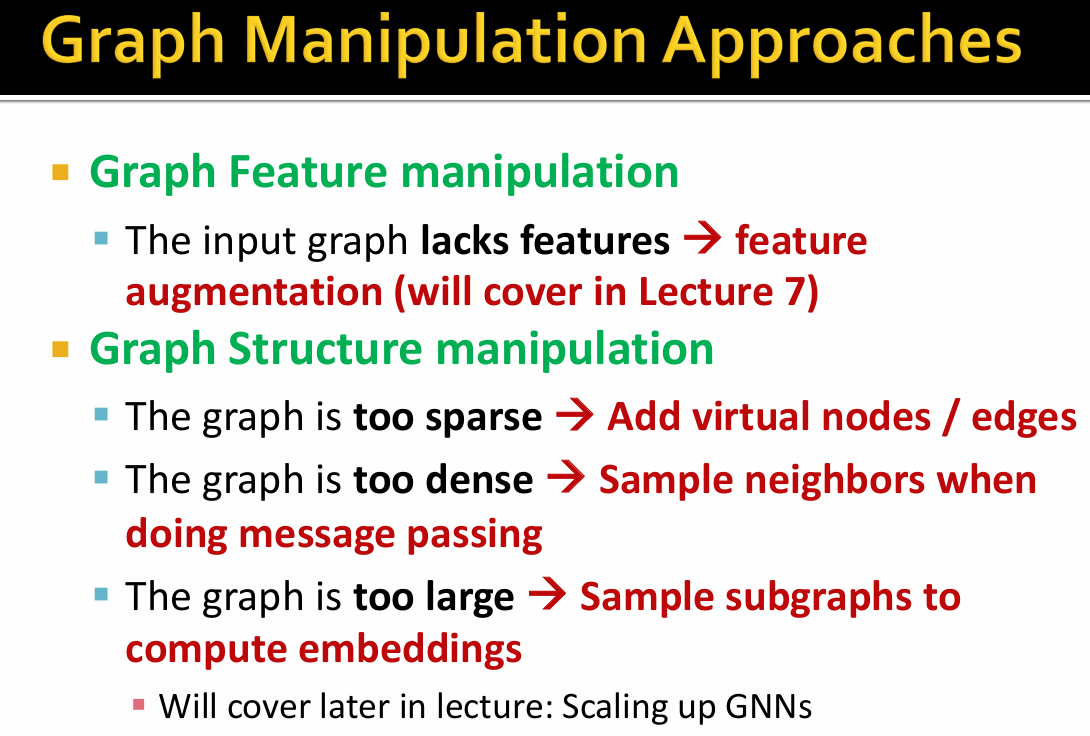 Graph Manipulation Approaches
Graph Feature manipulation
The input graph lacks features → feature
augmentation (will cover in Lecture 7)
Graph Structure manipulation
The graph is too sparse → Add virtual nodes / edges
The graph is too dense → Sample neighbors when
doing message passing
The graph is too large → Sample subgraphs to
compute embeddings
Will cover later in lecture: Scaling up GNNs